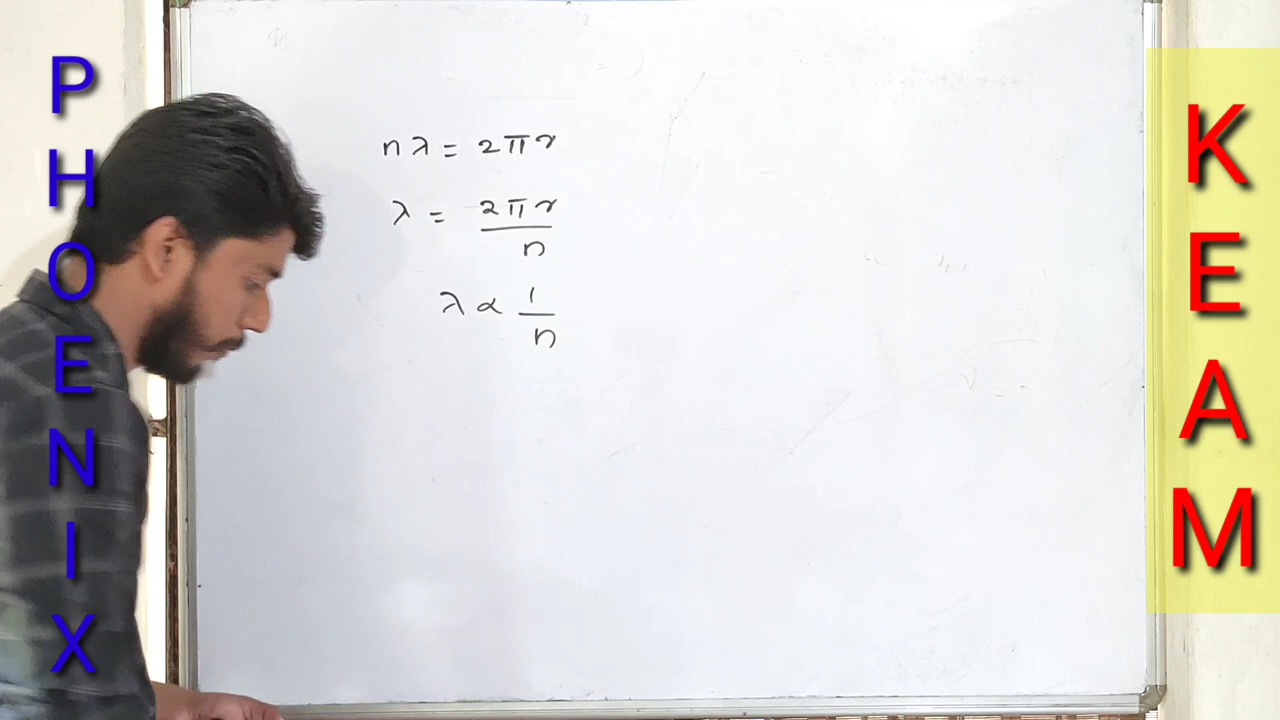 PHOENIX
nλ = 2πr
λ = 2πr/n
λ ∝ 1/n
KEAM